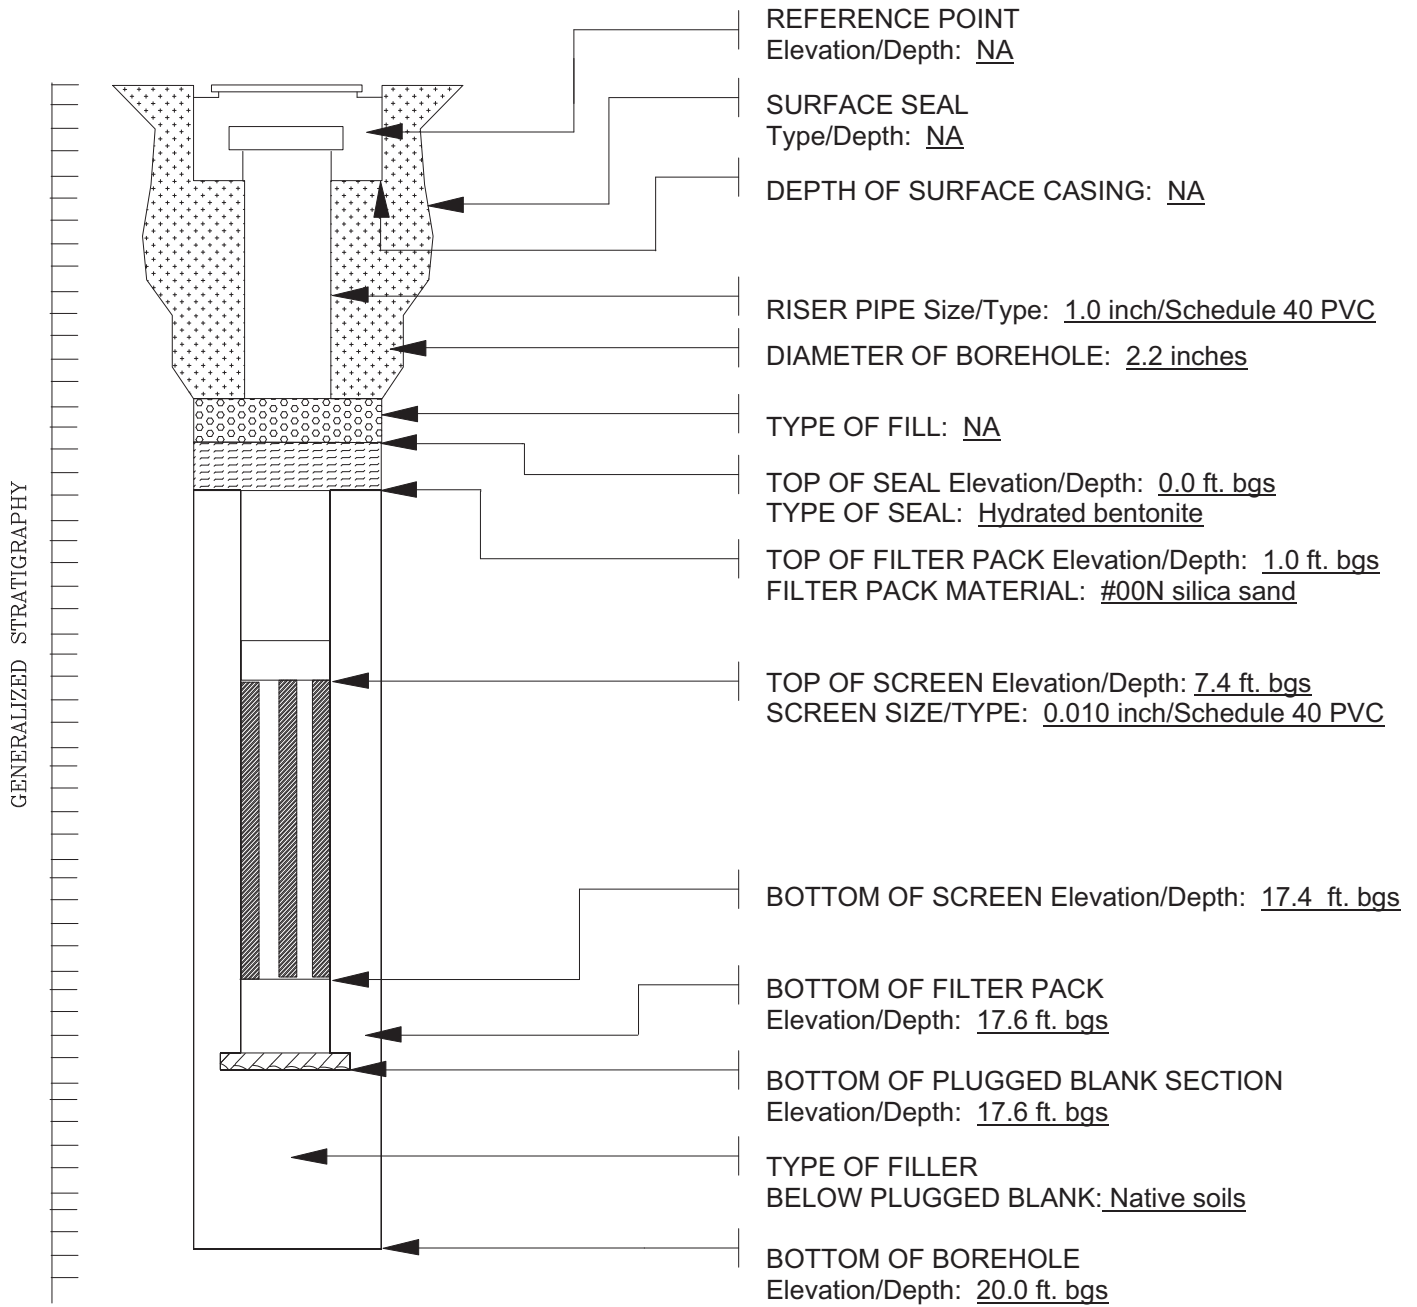 REFERENCE POINT
Elevation/Depth: NA
SURFACE SEAL
Type/Depth: NA
DEPTH OF SURFACE CASING: NA
RISER PIPE Size/Type: 1.0 inch/Schedule 40 PVC
DIAMETER OF BOREHOLE: 2.2 inches
TYPE OF FILL: NA
TOP OF SEAL Elevation/Depth: 0.0 ft. bgs
TYPE OF SEAL: Hydrated bentonite
TOP OF FILTER PACK Elevation/Depth: 1.0 ft. bgs
FILTER PACK MATERIAL: #00N silica sand
GENERALIZED STRATIGRAPHY
TOP OF SCREEN Elevation/Depth: 7.4 ft. bgs
SCREEN SIZE/TYPE: 0.010 inch/Schedule 40 PVC
BOTTOM OF SCREEN Elevation/Depth: 17.4 ft. bgs
BOTTOM OF FILTER PACK
Elevation/Depth: 17.6 ft. bgs
BOTTOM OF PLUGGED BLANK SECTION
Elevation/Depth: 17.6 ft. bgs
TYPE OF FILLER
BELOW PLUGGED BLANK: Native soils
BOTTOM OF BOREHOLE
Elevation/Depth: 20.0 ft. bgs